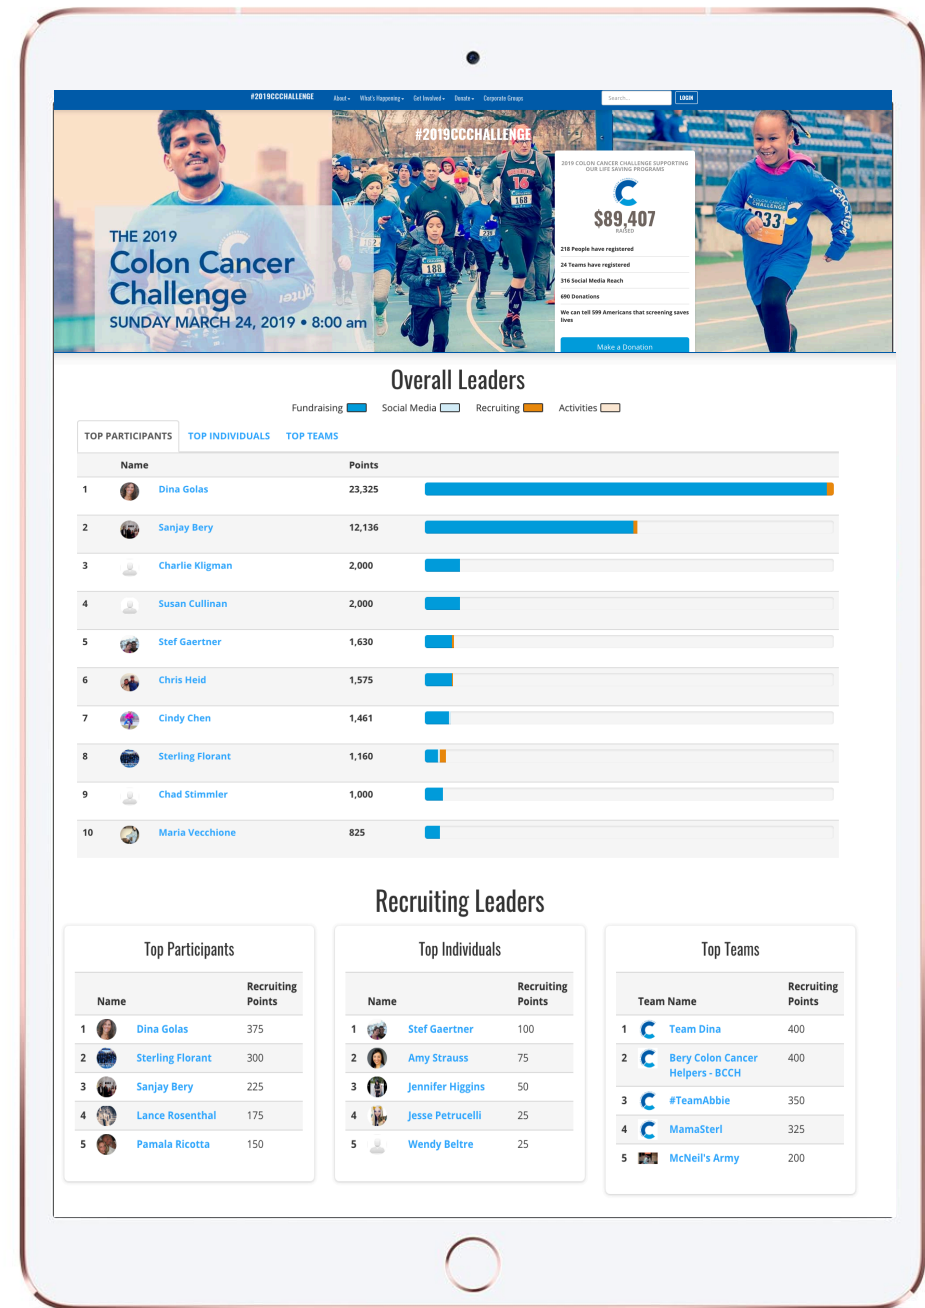 #2019CCCHALLENGE About What's Happening Get Involved Donate Corporate Groups Search... LOGIN
#2019CCCHALLENGE
THE 2019
Colon Cancer
Challenge
SUNDAY MARCH 24, 2019 • 8:00 am
182
188
239
16
168
2019 COLON CANCER CHALLENGE SUPPORTING
OUR LIFE SAVING PROGRAMS
$89,407
RAISED
218 People have registered
24 Teams have registered
316 Social Media Reach
690 Donations
We can tell 599 Americans that screening saves
lives
Make a Donation
COLON CANCER
CHALLENGE
933
Overall Leaders
Fundraising Social Media Recruiting Activities
TOP PARTICIPANTS TOP INDIVIDUALS TOP TEAMS
Name Points
1 Dina Golas 23,325
2 Sanjay Bery 12,136
3 Charlie Kligman 2,000
4 Susan Cullinan 2,000
5 Stef Gaertner 1,630
6 Chris Heid 1,575
7 Cindy Chen 1,461
8 Sterling Florant 1,160
9 Chad Stimmler 1,000
10 Maria Vecchione 825
Recruiting Leaders
Top Participants
Name Recruiting
Points
1 Dina Golas 375
2 Sterling Florant 300
3 Sanjay Bery 225
4 Lance Rosenthal 175
5 Pamala Ricotta 150
Top Individuals
Name Recruiting
Points
1 Stef Gaertner 100
2 Amy Strauss 75
3 Jennifer Higgins 50
4 Jesse Petrucelli 25
5 Wendy Beltre 25
Top Teams
Team Name Recruiting
Points
1 Team Dina 400
2 Bery Colon Cancer 400
Helpers - BCCH
3 #TeamAbbie 350
4 MamaSterl 325
5 McNeil's Army 200